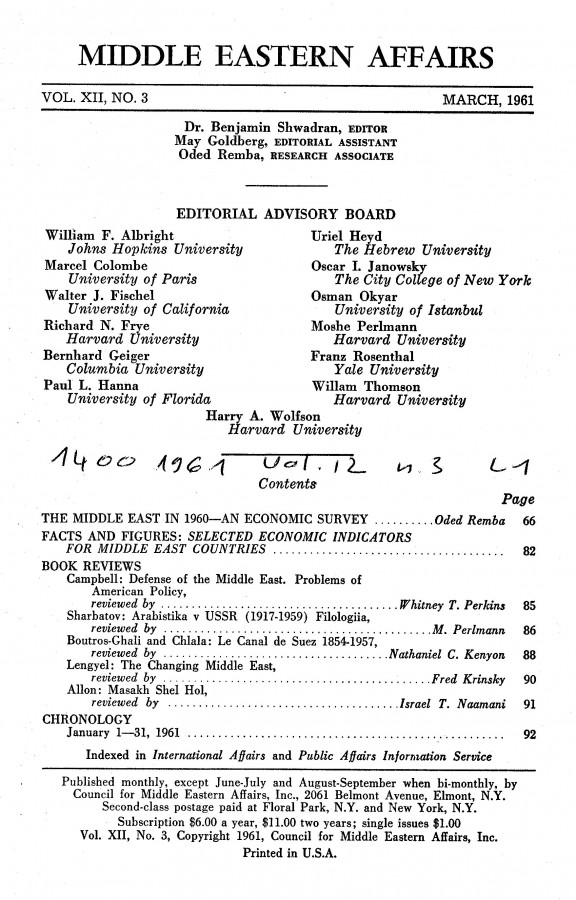 MIDDLE EASTERN AFFAIRS
VOL. XII, NO. 3 MARCH, 1961
Dr. Benjamin Shwadran, EDITOR
May Goldberg, EDITORIAL ASSISTANT
Oded Remba, RESEARCH ASSOCIATE
EDITORIAL ADVISORY BOARD
William F. Albright
Johns Hopkins University
Marcel Colombe
University of Paris
Walter J. Fischel
University of California
Richard N. Frye
Harvard University
Bernhard Geiger
Columbia University
Paul L. Hanna
University of Florida
Uriel Heyd
The Hebrew University
Oscar I. Janowsky
The City College of New York
Osman Okyar
University of Istanbul
Moshe Perlmann
Harvard University
Franz Rosenthal
Yale University
Willam Thomson
Harvard University
Harry A. Wolfson
Harvard University
1400 1961 Vol. 12 n. 3 L-1
Contents
Page
THE MIDDLE EAST IN 1960—AN ECONOMIC SURVEY ..........Oded Remba 66
FACTS AND FIGURES: SELECTED ECONOMIC INDICATORS
FOR MIDDLE EAST COUNTRIES ....................................... 82
BOOK REVIEWS
Campbell: Defense of the Middle East. Problems of
American Policy,
reviewed by ........................................Whitney T. Perkins 85
Sharbatov: Arabistika v USSR (1917-1959) Filologiia,
reviewed by .............................................M. Perlmann 86
Boutros-Ghali and Chlala: Le Canal de Suez 1854-1957,
reviewed by ......................................Nathaniel C. Kenyon 88
Lengyel: The Changing Middle East,
reviewed by .............................................Fred Krinsky 90
Allon: Masakh Shel Hol,
reviewed by .......................................Israel T. Naamani 91
CHRONOLOGY
January 1—31, 1961 ..................................................... 92
Indexed in International Affairs and Public Affairs Information Service
Published monthly, except June-July and August-September when bi-monthly, by
Council for Middle Eastern Affairs, Inc., 2061 Belmont Avenue, Elmont, N.Y.
Second-class postage paid at Floral Park, N.Y. and New York, N.Y.
Subscription $6.00 a year, $11.00 two years; single issues $1.00
Vol. XII, No. 3, Copyright 1961, Council for Middle Eastern Affairs, Inc.
Printed in U.S.A.